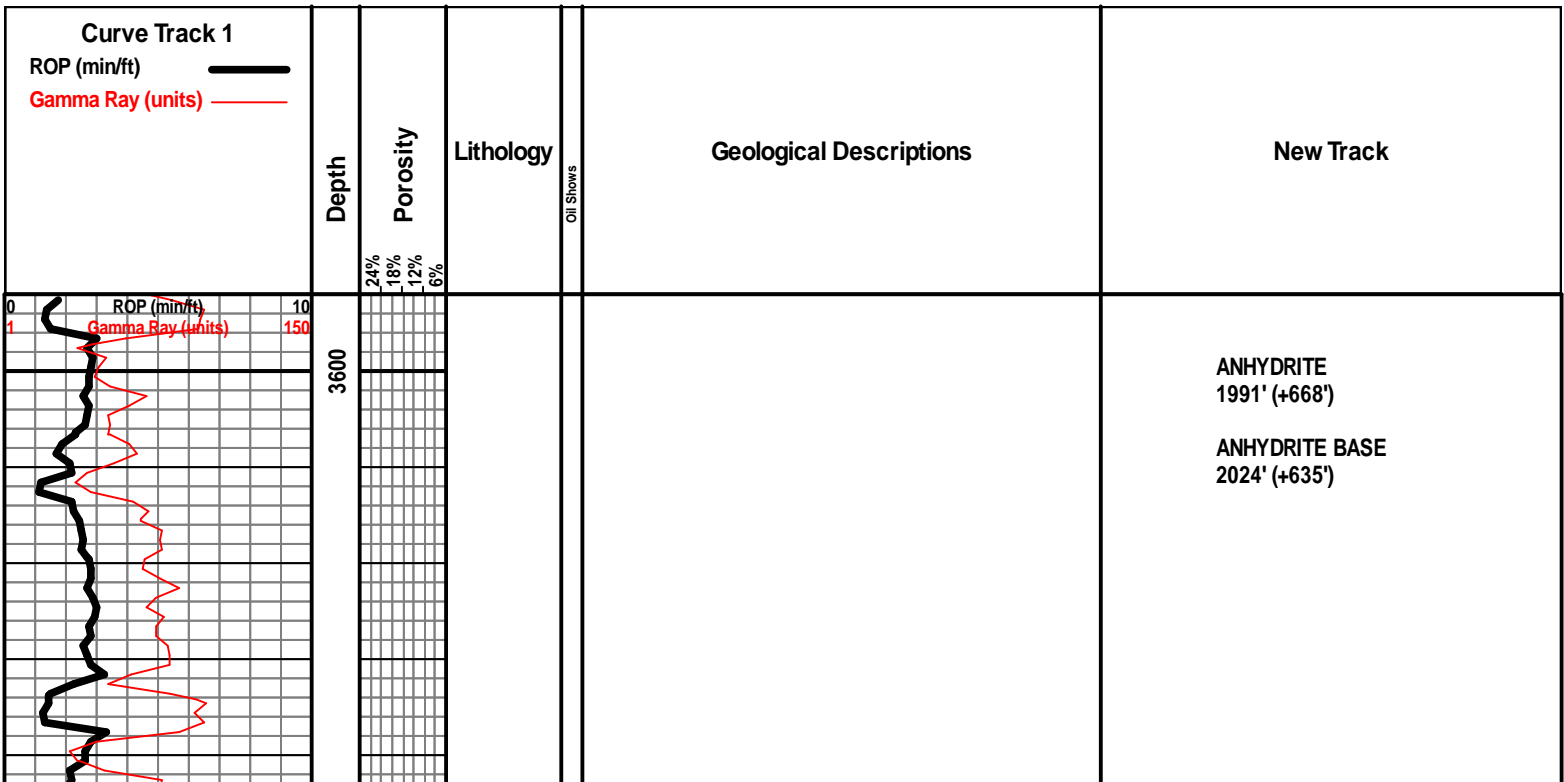 Curve Track 1
ROP (min/ft)
Gamma Ray (units)
Depth
Porosity
24%
18%
12%
6%
Lithology
Oil Shows
Geological Descriptions
New Track
0 ROP (min/ft) 10
1 Gamma Ray (units) 150
3600
ANHYDRITE
1991' (+668')
ANHYDRITE BASE
2024' (+635')